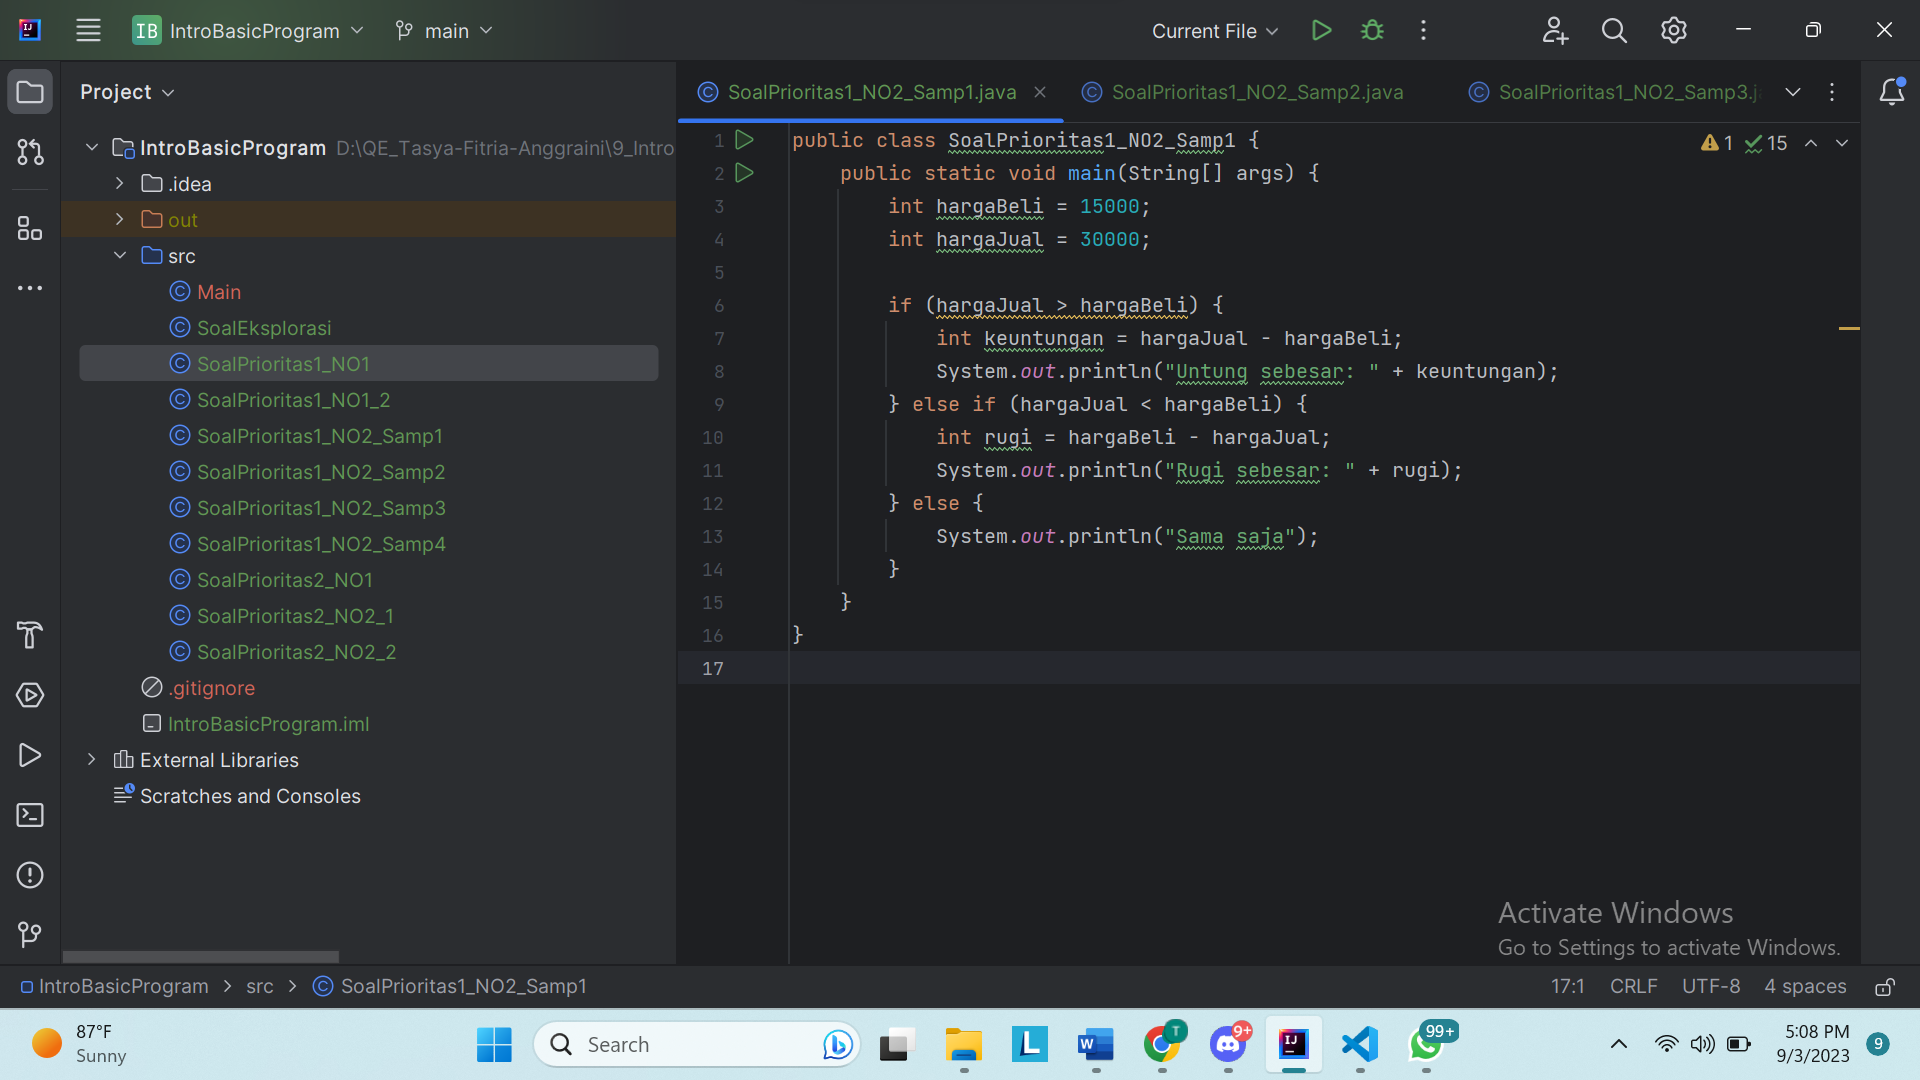 IB IntroBasicProgram main Current File
Project
SoalPrioritas1_NO2_Samp1.java SoalPrioritas1_NO2_Samp2.java SoalPrioritas1_NO2_Samp3.j
IntroBasicProgram D:\QE_Tasya-Fitria-Anggraini\9_Intro
.idea
out
src
Main
SoalEksplorasi
SoalPrioritas1_NO1
SoalPrioritas1_NO1_2
SoalPrioritas1_NO2_Samp1
SoalPrioritas1_NO2_Samp2
SoalPrioritas1_NO2_Samp3
SoalPrioritas1_NO2_Samp4
SoalPrioritas2_NO1
SoalPrioritas2_NO2_1
SoalPrioritas2_NO2_2
.gitignore
IntroBasicProgram.iml
External Libraries
Scratches and Consoles
1 public class SoalPrioritas1_NO2_Samp1 {
2 public static void main(String[] args) {
3 int hargaBeli = 15000;
4 int hargaJual = 30000;
5
6 if (hargaJual > hargaBeli) {
7 int keuntungan = hargaJual - hargaBeli;
8 System.out.println("Untung sebesar: " + keuntungan);
9 } else if (hargaJual < hargaBeli) {
10 int rugi = hargaBeli - hargaJual;
11 System.out.println("Rugi sebesar: " + rugi);
12 } else {
13 System.out.println("Sama saja");
14 }
15 }
16 }
17
1 15
Activate Windows
Go to Settings to activate Windows.
IntroBasicProgram > src > SoalPrioritas1_NO2_Samp1
17:1 CRLF UTF-8 4 spaces
87°F
Sunny
Search
L
W
T
9+
IJ
99+
5:08 PM
9/3/2023
9